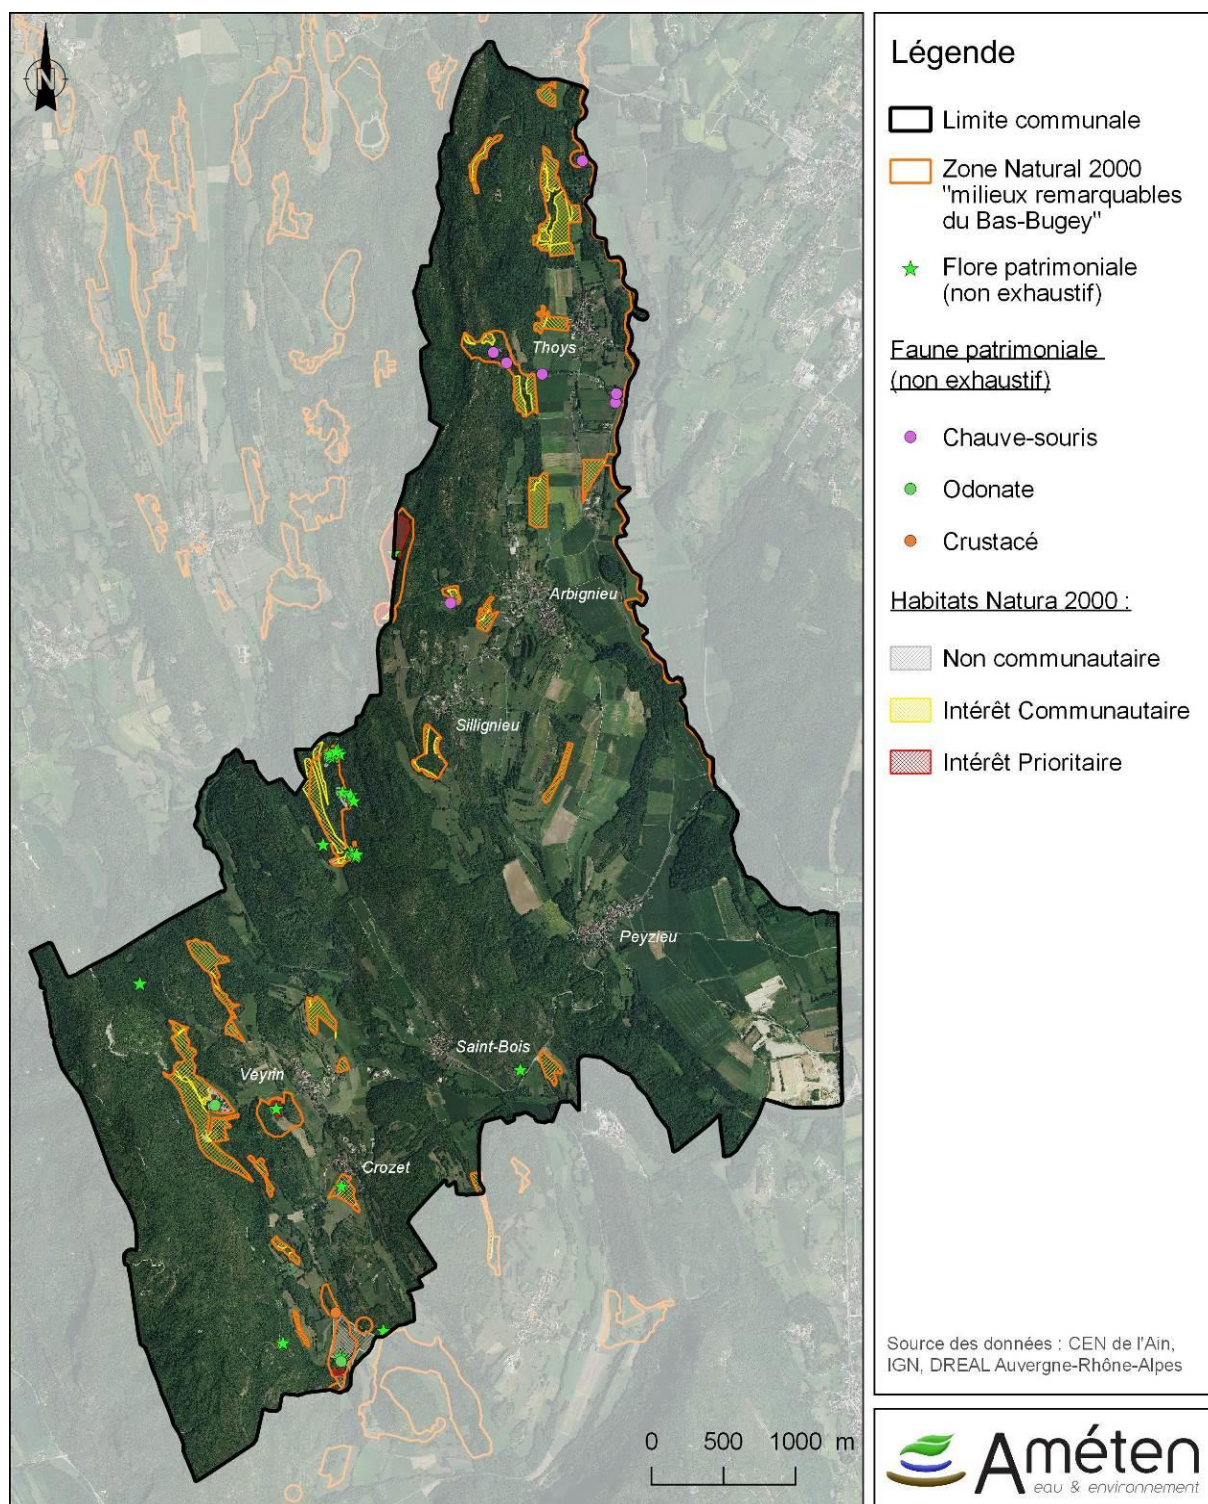 N
Thoys
Arbignieu
Sillignieu
Peyzieu
Saint-Bois
Veyrin
Crozet
0 500 1000 m
Légende
Limite communale
Zone Natural 2000
"milieux remarquables
du Bas-Bugey"
Flore patrimoniale
(non exhaustif)
Faune patrimoniale
(non exhaustif)
Chauve-souris
Odonate
Crustacé
Habitats Natura 2000 :
Non communautaire
Intérêt Communautaire
Intérêt Prioritaire
Source des données : CEN de l'Ain,
IGN, DREAL Auvergne-Rhône-Alpes
Améten
eau & environnement